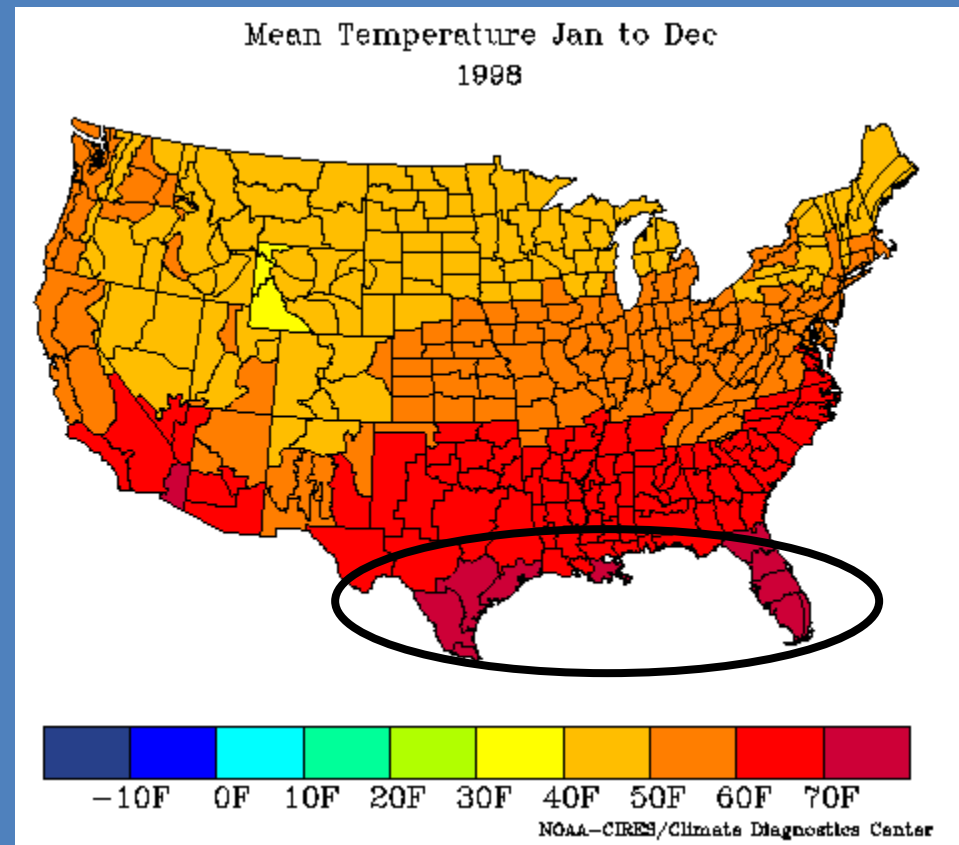 Mean Temperature Jan to Dec
1998
-10F 0F 10F 20F 30F 40F 50F 60F 70F
NOAA-CIRES/Climate Diagnostics Center